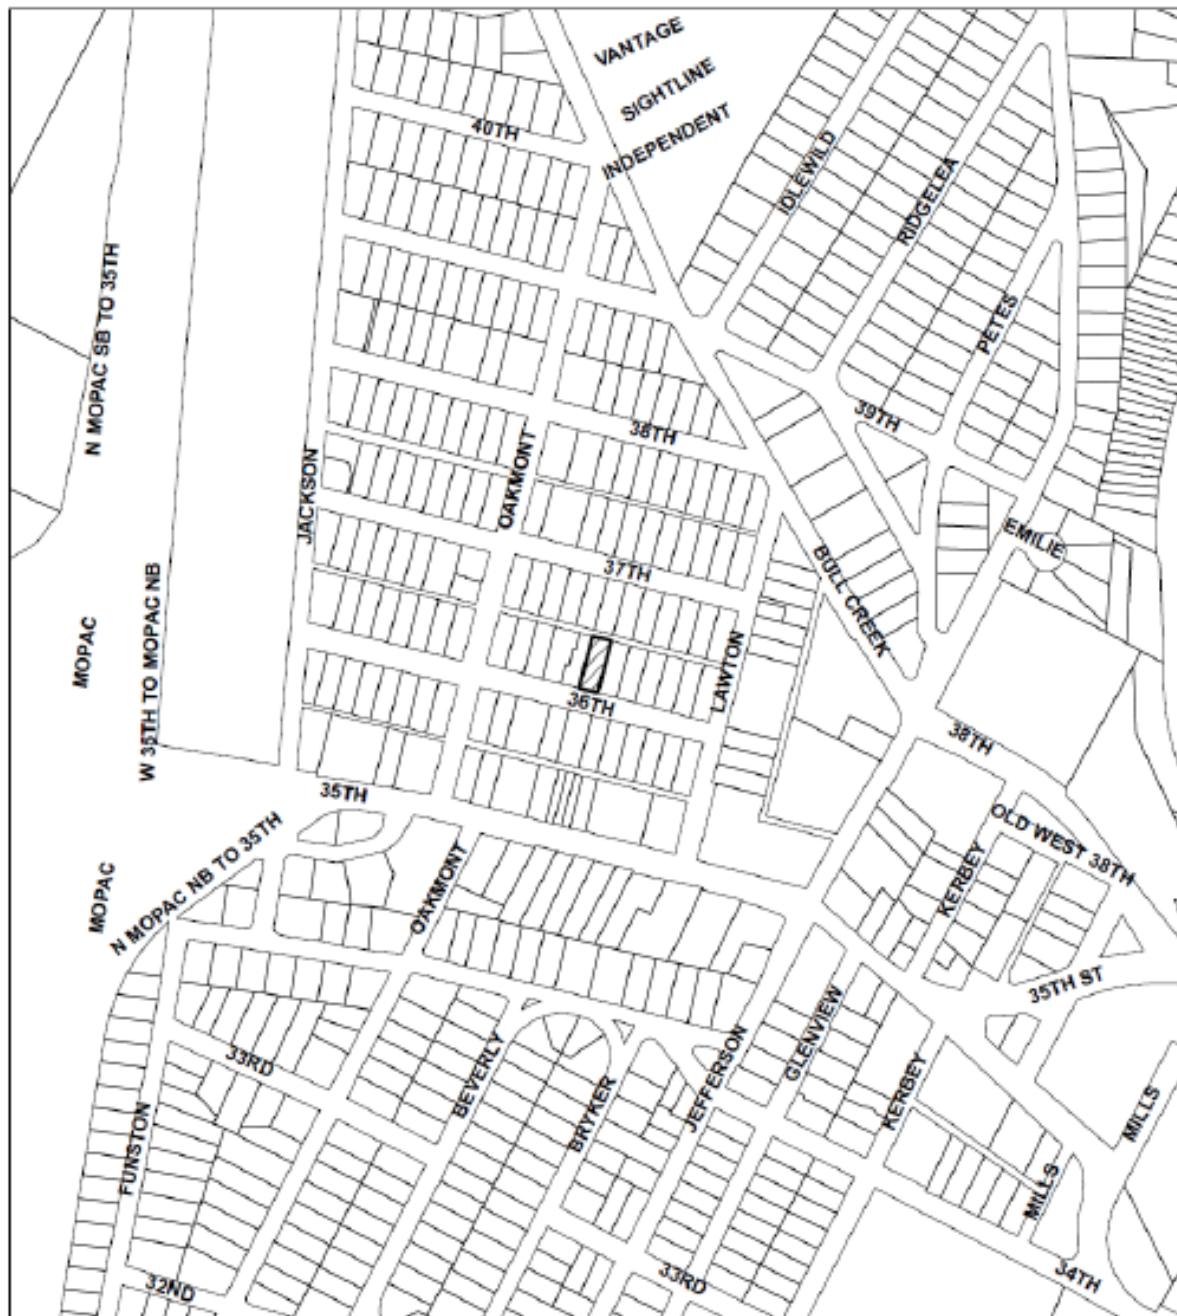 VANTAGE
SIGHTLINE
INDEPENDENT
40TH
IDLEWILD
RIDGELEA
N MOPAC SB TO 35TH
PETES
39TH
38TH
OAKMONT
JACKSON
EMILIE
37TH
BULL CREEK
MOPAC
W 35TH TO MOPAC NB
LAWTON
36TH
38TH
35TH
OLD WEST 38TH
N MOPAC NB TO 35TH
KERBEY
OAKMONT
MOPAC
35TH ST
GLENVIEW
33RD
BEVERLY
JEFFERSON
KERBEY
BRYKER
MILLS
FUNSTON
MILLS
32ND
33RD
34TH